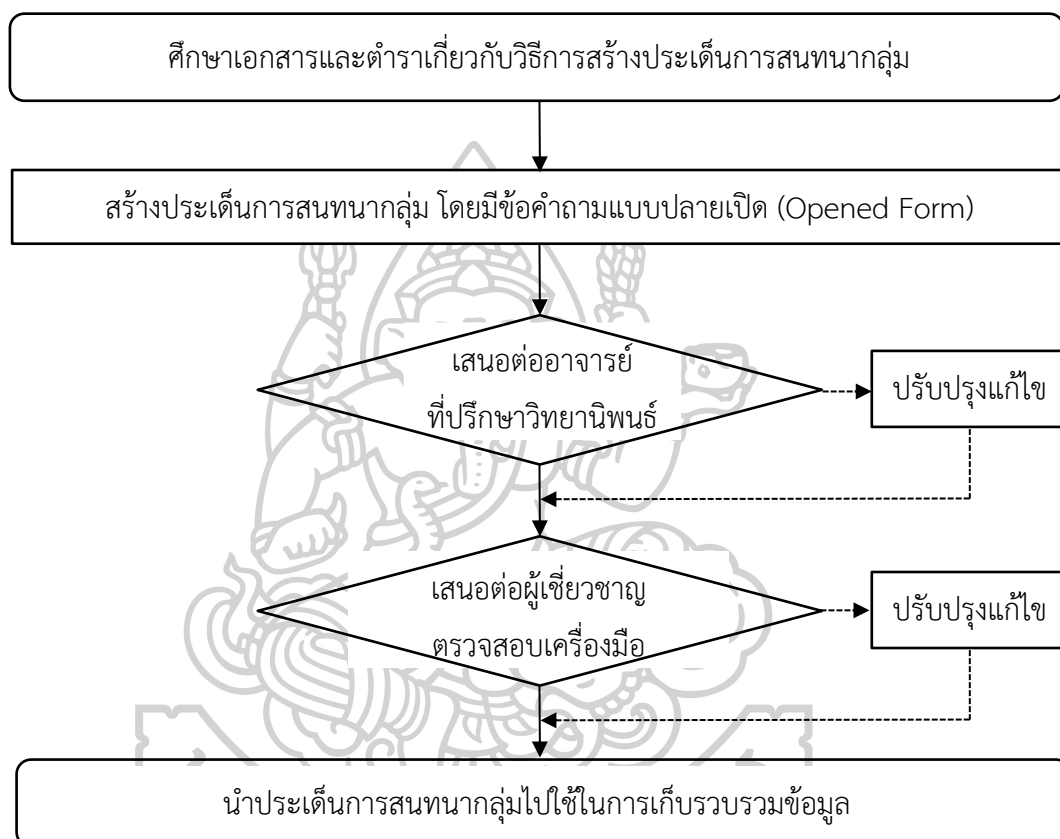 ศึกษาเอกสารและตำราเกี่ยวกับวิธีการสร้างประเด็นการสนทนากลุ่ม
สร้างประเด็นการสนทนากลุ่ม โดยมีข้อคำถามแบบปลายเปิด (Opened Form)
เสนอต่ออาจารย์
ที่ปรึกษาวิทยานิพนธ์
ปรับปรุงแก้ไข
เสนอต่อผู้เชี่ยวชาญ
ตรวจสอบเครื่องมือ
ปรับปรุงแก้ไข
นำประเด็นการสนทนากลุ่มไปใช้ในการเก็บรวบรวมข้อมูล